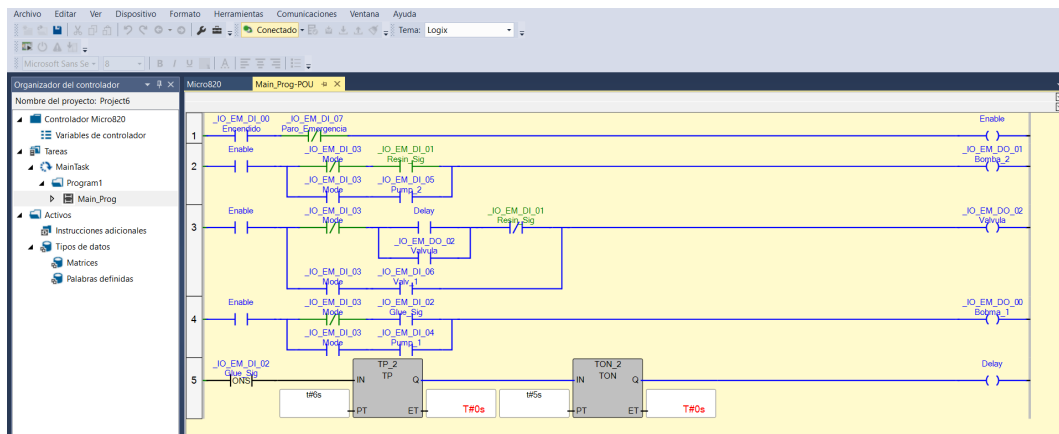 Archivo Editar Ver Dispositivo Formato Herramientas Comunicaciones Ventana Ayuda
Conectado Tema: Logix
Microsoft Sans Se 8 B I U A
Organizador del controlador
Micro820 Main_Prog-POU
Nombre del proyecto: Project6
Controlador Micro820
Variables de controlador
Tareas
MainTask
Program1
Main_Prog
Activos
Instrucciones adicionales
Tipos de datos
Matrices
Palabras definidas
_IO_EM_DI_00 _IO_EM_DI_07 Enable
Encendido Paro_Emergencia
1
Enable _IO_EM_DI_03 _IO_EM_DI_01 _IO_EM_DO_01
Mode Resin_Sig Bomba_2
2
_IO_EM_DI_03 _IO_EM_DI_05
Mode Pump_2
Enable _IO_EM_DI_03 Delay _IO_EM_DI_01 _IO_EM_DO_02
Mode Resin_Sig Valvula
3
_IO_EM_DO_02
Valvula
_IO_EM_DI_03 _IO_EM_DI_06
Mode Valv_1
Enable _IO_EM_DI_03 _IO_EM_DI_02 _IO_EM_DO_00
Mode Glue_Sig Bobma_1
4
_IO_EM_DI_03 _IO_EM_DI_04
Mode Pump_1
_IO_EM_DI_02 TP_2 TON_2 Delay
Glue_Sig TP TON
5 ONS IN Q IN Q
t#6s t#5s
PT ET T#0s PT ET T#0s